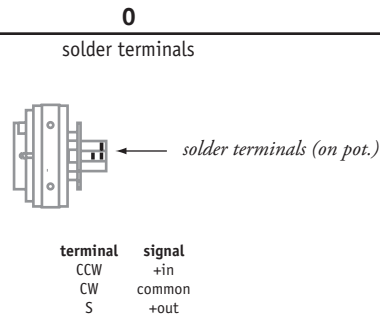 0
solder terminals
solder terminals (on pot.)
terminal signal
CCW +in
CW common
S +out